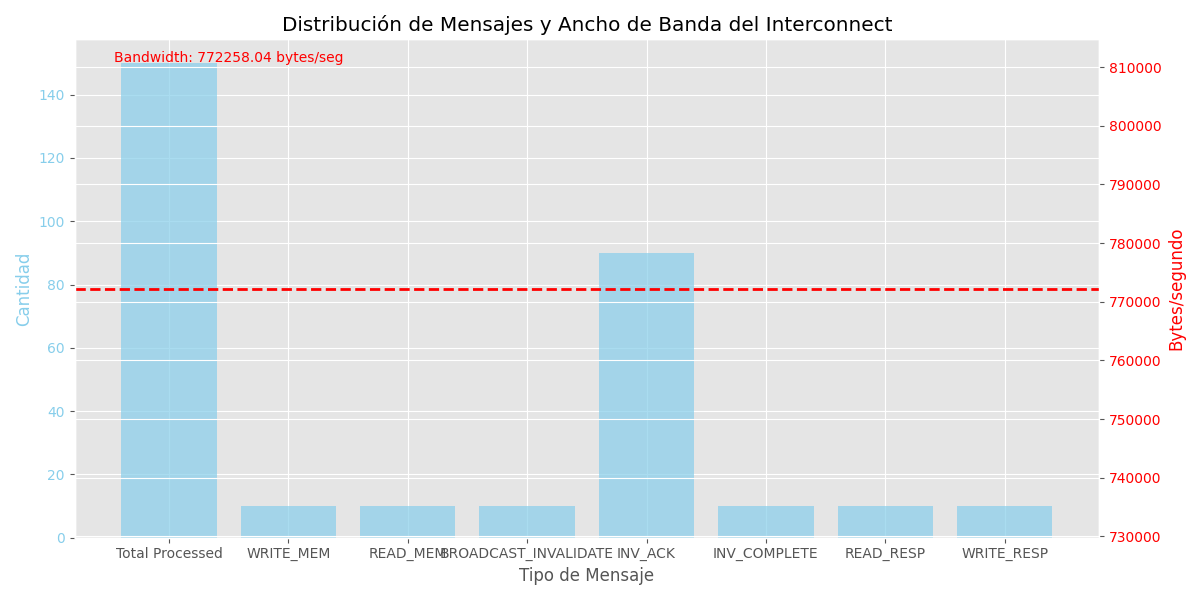 Distribución de Mensajes y Ancho de Banda del Interconnect
Bandwidth: 772258.04 bytes/seg
Cantidad
140
120
100
80
60
40
20
0
810000
800000
790000
780000
770000
760000
750000
740000
730000
Bytes/segundo
Total Processed WRITE_MEM READ_MEM BROADCAST_INVALIDATE INV_ACK INV_COMPLETE READ_RESP WRITE_RESP
Tipo de Mensaje